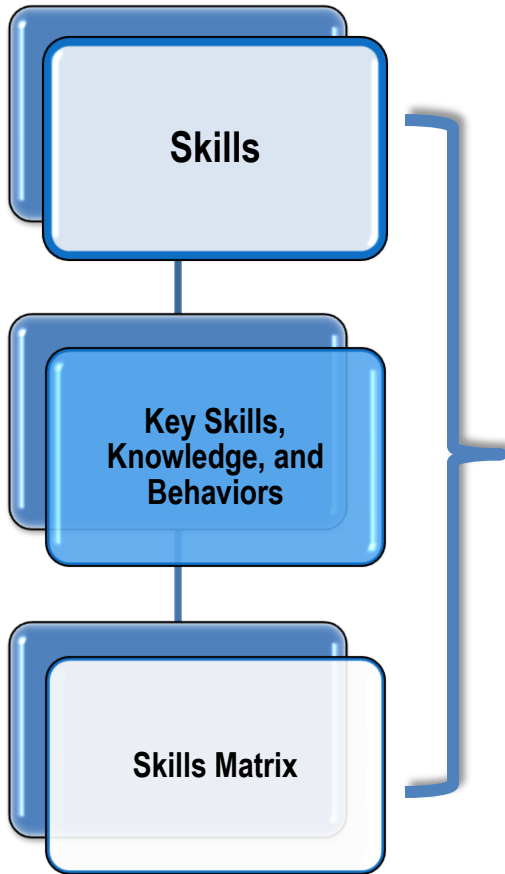 Skills
Key Skills,
Knowledge, and
Behaviors
Skills Matrix